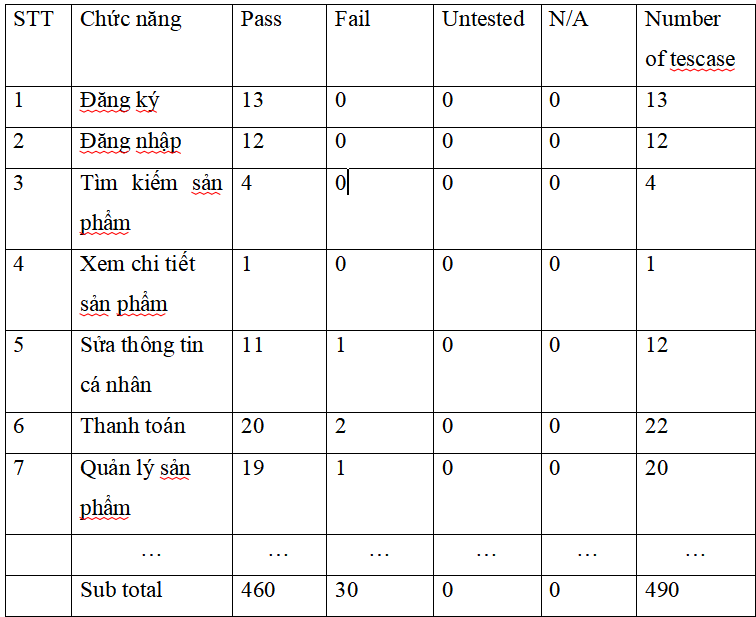 STT Chức năng Pass Fail Untested N/A Number
of tescase
1 Đăng ký 13 0 0 0 13
2 Đăng nhập 12 0 0 0 12
3 Tìm kiếm sản 4 0 0 0 4
phẩm
4 Xem chi tiết 1 0 0 0 1
sản phẩm
5 Sửa thông tin 11 1 0 0 12
cá nhân
6 Thanh toán 20 2 0 0 22
7 Quản lý sản 19 1 0 0 20
phẩm
… … … … … …
Sub total 460 30 0 0 490